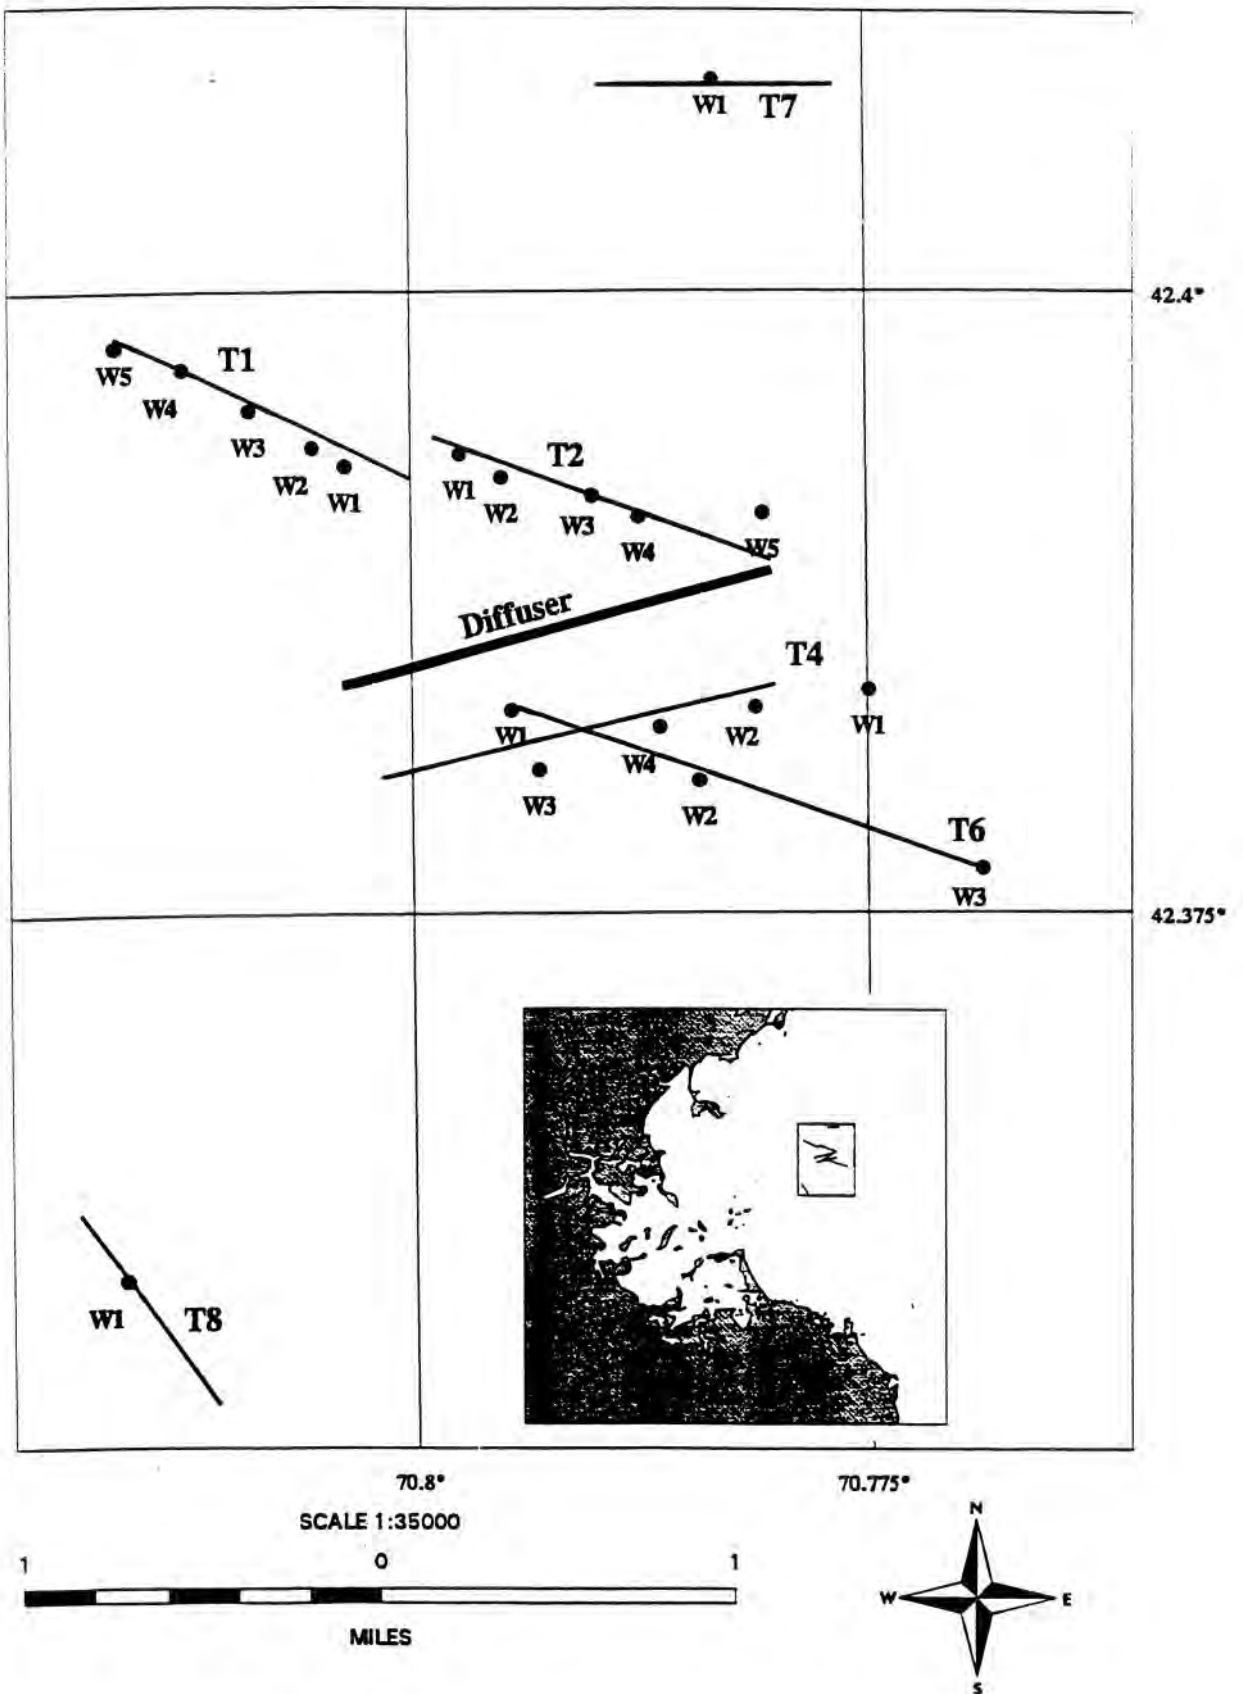 W1 T7
42.4°
T1
W5
W4
W3
W2
W1
T2
W1
W2
W3
W4
W5
Diffuser
T4
W1
W1
W2
W4
W3
W2
T6
W3
42.375°
W1 T8
70.8° 70.775°
SCALE 1:35000
1 0 1
MILES
N
W E
S